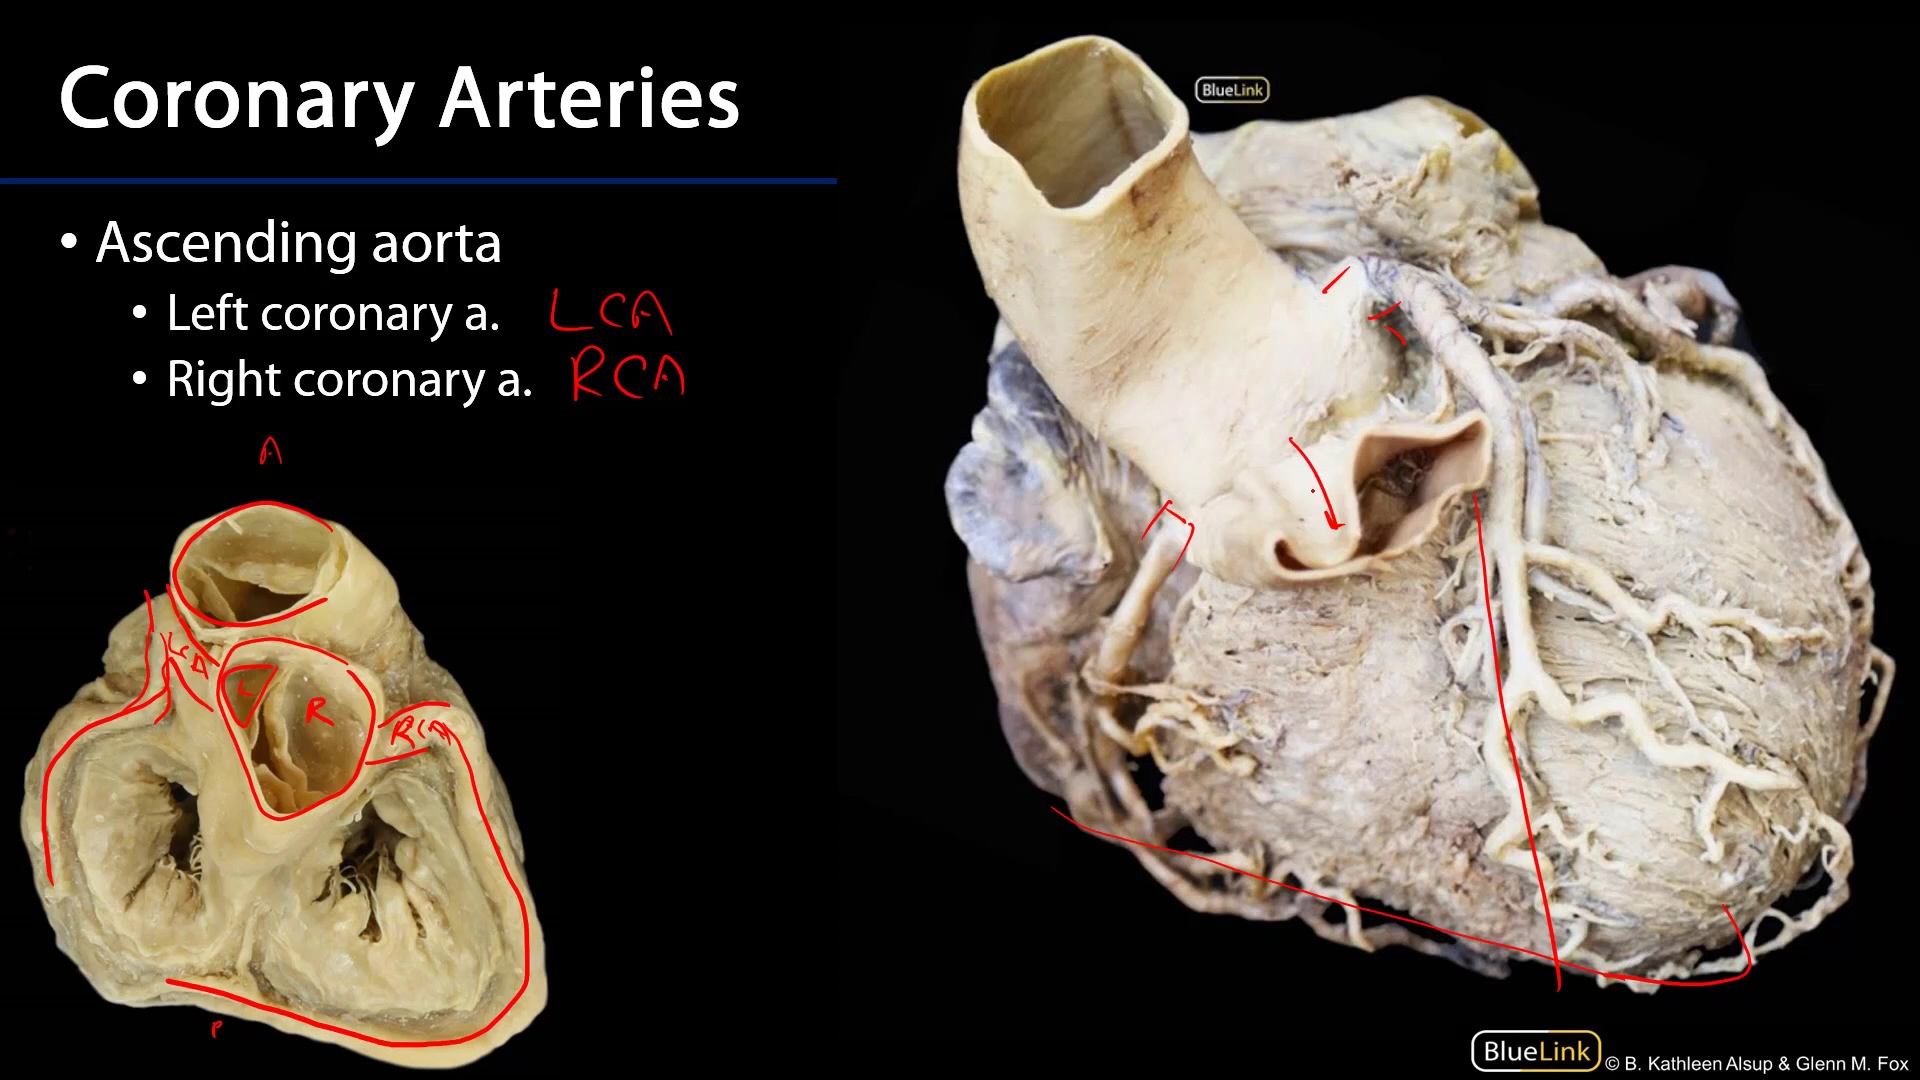 Coronary Arteries
• Ascending aorta
• Left coronary a. LCA
• Right coronary a. RCA
A
LCA
L
R
RCA
P
BlueLink
BlueLink © B. Kathleen Alsup & Glenn M. Fox